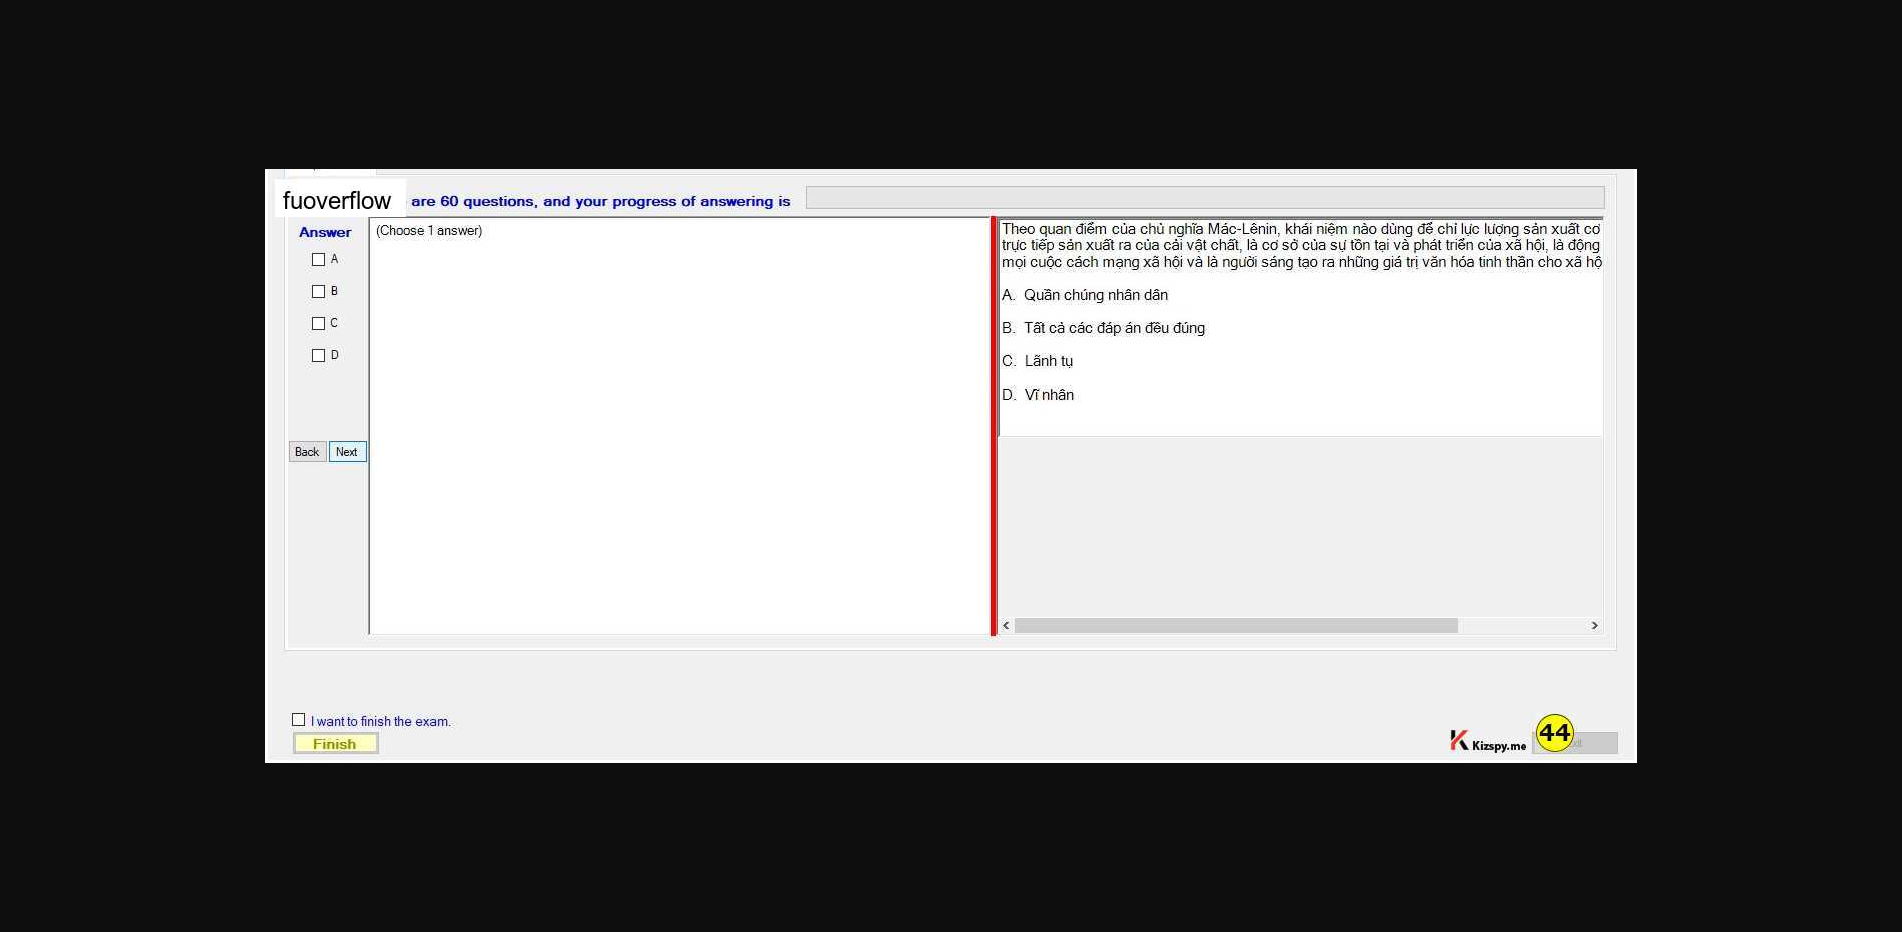 fuoverflow are 60 questions, and your progress of answering is
Answer
(Choose 1 answer)
A
B
C
D
Back Next
Theo quan điểm của chủ nghĩa Mác-Lênin, khái niệm nào dùng để chỉ lực lượng sản xuất cơ
trực tiếp sản xuất ra của cải vật chất, là cơ sở của sự tồn tại và phát triển của xã hội, là động
mọi cuộc cách mạng xã hội và là người sáng tạo ra những giá trị văn hóa tinh thần cho xã hộ
A. Quần chúng nhân dân
B. Tất cả các đáp án đều đúng
C. Lãnh tụ
D. Vĩ nhân
I want to finish the exam.
Finish
Kizspy.me
44